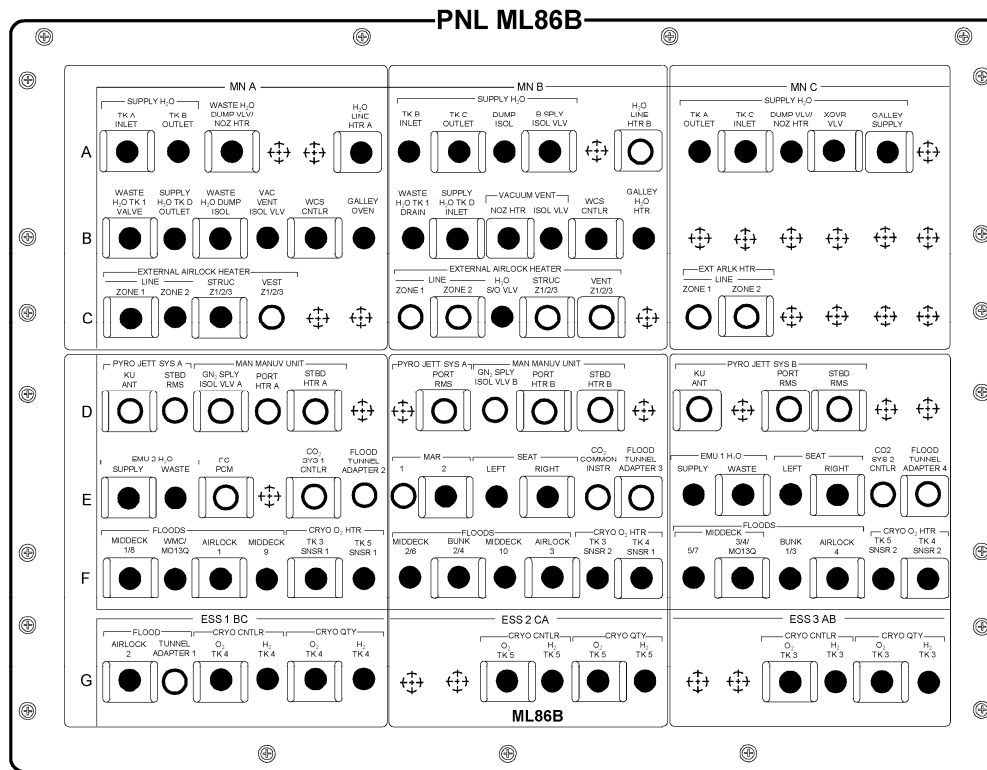 PNL ML86B
MN A
MN B
MN C
SUPPLY H₂O
SUPPLY H₂O
SUPPLY H₂O
TK A
INLET
TK B
OUTLET
WASTE H₂O
DUMP VLV/
NOZ HTR
H₂O
LINE
HTR A
TK B
INLET
TK C
OUTLET
DUMP
ISOL
B SPLY
ISOL VLV
H₂O
LINE
HTR B
TK A
OUTLET
TK C
INLET
DUMP VLV/
NOZ HTR
XOVR
VLV
GALLEY
SUPPLY
A
WASTE
H₂O TK 1
VALVE
SUPPLY
H₂O TK D
OUTLET
WASTE
H₂O DUMP
ISOL
VAC
VENT
ISOL VLV
WCS
CNTLR
GALLEY
OVEN
WASTE
H₂O TK 1
DRAIN
SUPPLY
H₂O TK D
INLET
VACUUM VENT
NOZ HTR
ISOL VLV
WCS
CNTLR
GALLEY
H₂O
HTR
B
EXTERNAL AIRLOCK HEATER
LINE
ZONE 1
ZONE 2
STRUC
Z1/2/3
VEST
Z1/2/3
EXTERNAL AIRLOCK HEATER
LINE
ZONE 1
ZONE 2
H₂O
S/O VLV
STRUC
Z1/2/3
VENT
Z1/2/3
EXT ARLK HTR
LINE
ZONE 1
ZONE 2
C
PYRO JETT SYS A
KU
ANT
STBD
RMS
MAN MANUV UNIT
GN₂ SPLY
ISOL VLV A
PORT
HTR A
STBD
HTR A
PYRO JETT SYS A
PORT
RMS
MAN MANUV UNIT
GN₂ SPLY
ISOL VLV B
PORT
HTR B
STBD
HTR B
PYRO JETT SYS B
KU
ANT
PORT
RMS
STBD
RMS
D
EMU 2 H₂O
SUPPLY
WASTE
PCM
CO₂
SYS 1
CNTLR
FLOOD
TUNNEL
ADAPTER 2
MAR
1
2
SEAT
LEFT
RIGHT
CO₂
COMMON
INSTR
FLOOD
TUNNEL
ADAPTER 3
EMU 1 H₂O
SUPPLY
WASTE
SEAT
LEFT
RIGHT
CO2
SYS 2
CNTLR
FLOOD
TUNNEL
ADAPTER 4
E
FLOODS
MIDDECK
1/8
WMC/
MO13Q
AIRLOCK
1
MIDDECK
9
CRYO O₂ HTR
TK 3
SNSR 1
TK 5
SNSR 1
FLOODS
MIDDECK
2/6
BUNK
2/4
MIDDECK
10
AIRLOCK
3
CRYO O₂ HTR
TK 3
SNSR 2
TK 4
SNSR 1
FLOODS
MIDDECK
5/7
3/4/
MO13Q
BUNK
1/3
AIRLOCK
4
CRYO O₂ HTR
TK 5
SNSR 2
TK 4
SNSR 2
F
ESS 1 BC
ESS 2 CA
ESS 3 AB
FLOOD
AIRLOCK
2
TUNNEL
ADAPTER 1
CRYO CNTLR
O₂
TK 4
H₂
TK 4
CRYO QTY
O₂
TK 4
H₂
TK 4
CRYO CNTLR
O₂
TK 5
H₂
TK 5
CRYO QTY
O₂
TK 5
H₂
TK 5
CRYO CNTLR
O₂
TK 3
H₂
TK 3
CRYO QTY
O₂
TK 3
H₂
TK 3
G
ML86B